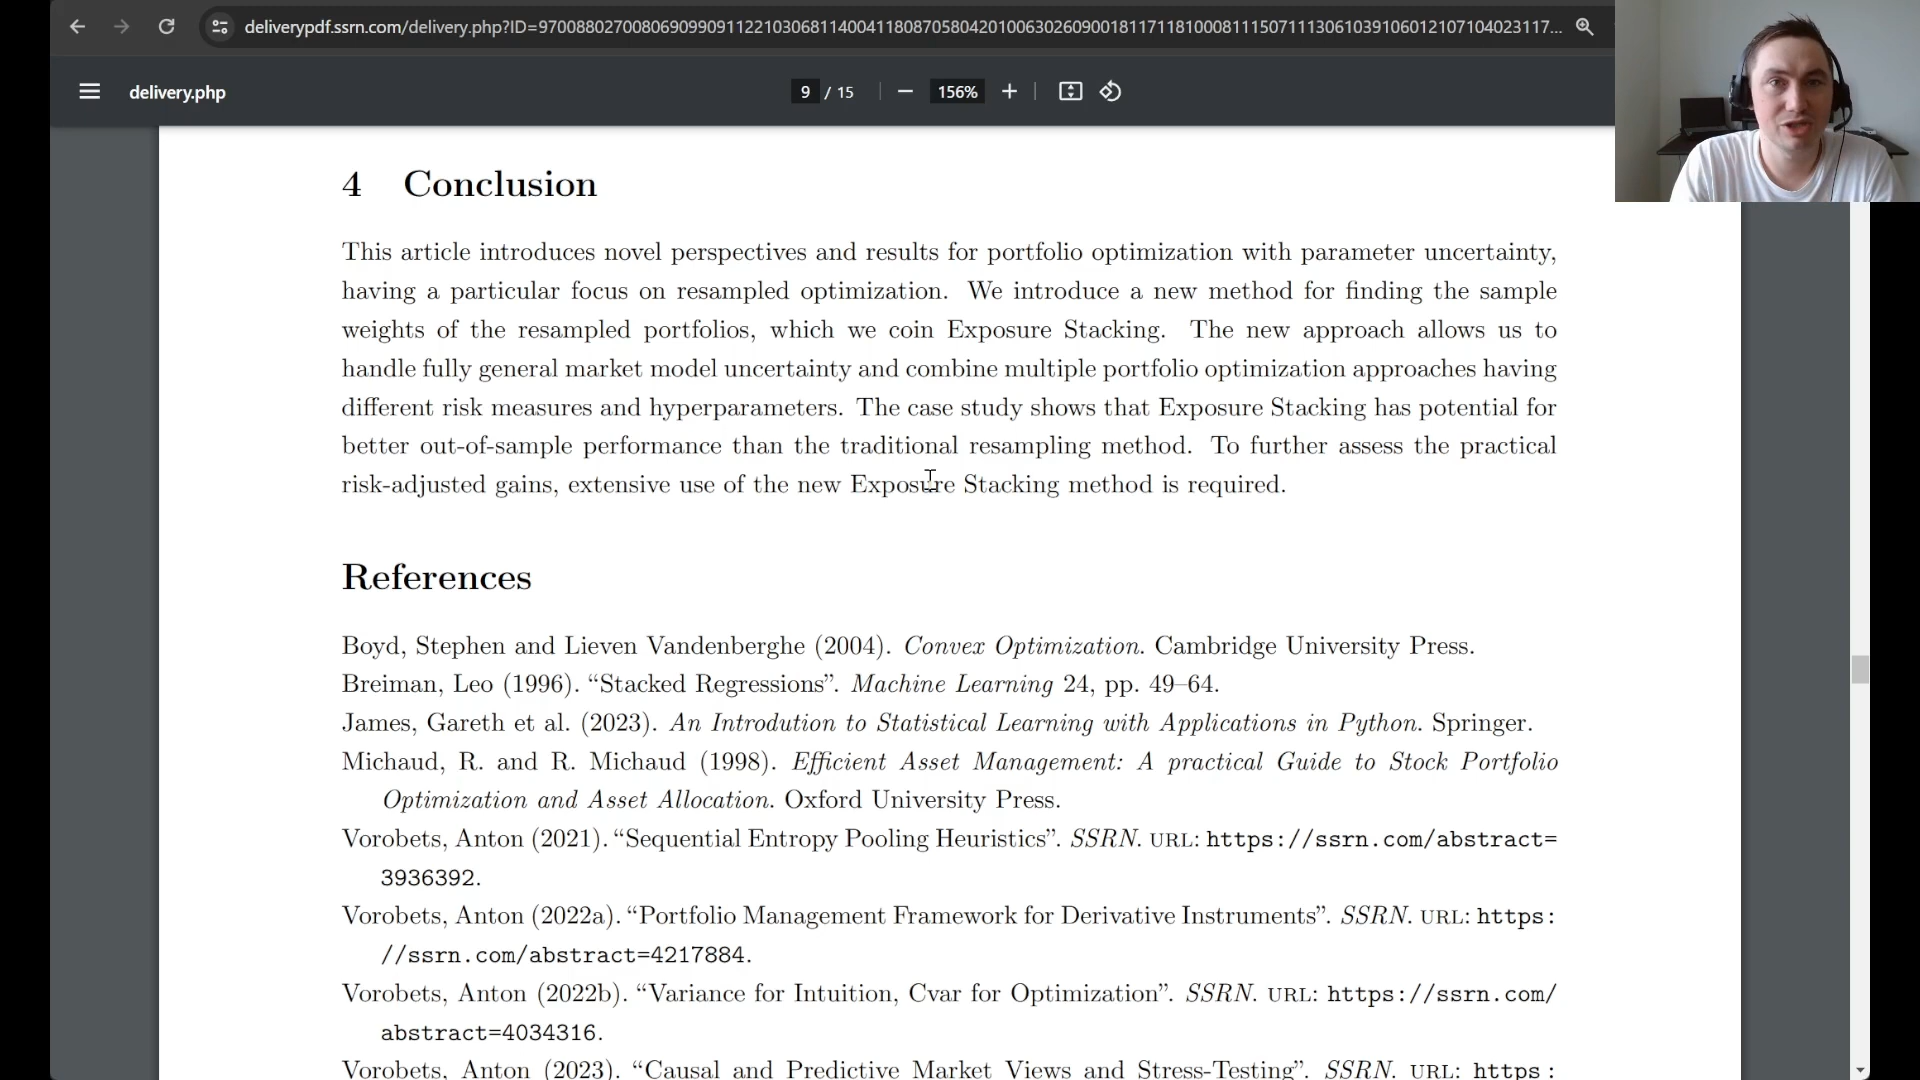 deliverypdf.ssrn.com/delivery.php?ID=970088027008069099091122103068114004118087058042010063026090018117118100081115071113061039106012107104023117...
delivery.php
9 / 15
156%
4 Conclusion
This article introduces novel perspectives and results for portfolio optimization with parameter uncertainty,
having a particular focus on resampled optimization. We introduce a new method for finding the sample
weights of the resampled portfolios, which we coin Exposure Stacking. The new approach allows us to
handle fully general market model uncertainty and combine multiple portfolio optimization approaches having
different risk measures and hyperparameters. The case study shows that Exposure Stacking has potential for
better out-of-sample performance than the traditional resampling method. To further assess the practical
risk-adjusted gains, extensive use of the new Exposure Stacking method is required.
References
Boyd, Stephen and Lieven Vandenberghe (2004). Convex Optimization. Cambridge University Press.
Breiman, Leo (1996). “Stacked Regressions”. Machine Learning 24, pp. 49–64.
James, Gareth et al. (2023). An Introdution to Statistical Learning with Applications in Python. Springer.
Michaud, R. and R. Michaud (1998). Efficient Asset Management: A practical Guide to Stock Portfolio
Optimization and Asset Allocation. Oxford University Press.
Vorobets, Anton (2021). “Sequential Entropy Pooling Heuristics”. SSRN. URL: https://ssrn.com/abstract=
3936392.
Vorobets, Anton (2022a). “Portfolio Management Framework for Derivative Instruments”. SSRN. URL: https:
//ssrn.com/abstract=4217884.
Vorobets, Anton (2022b). “Variance for Intuition, Cvar for Optimization”. SSRN. URL: https://ssrn.com/
abstract=4034316.
Vorobets, Anton (2023). “Causal and Predictive Market Views and Stress-Testing”. SSRN. URL: https: